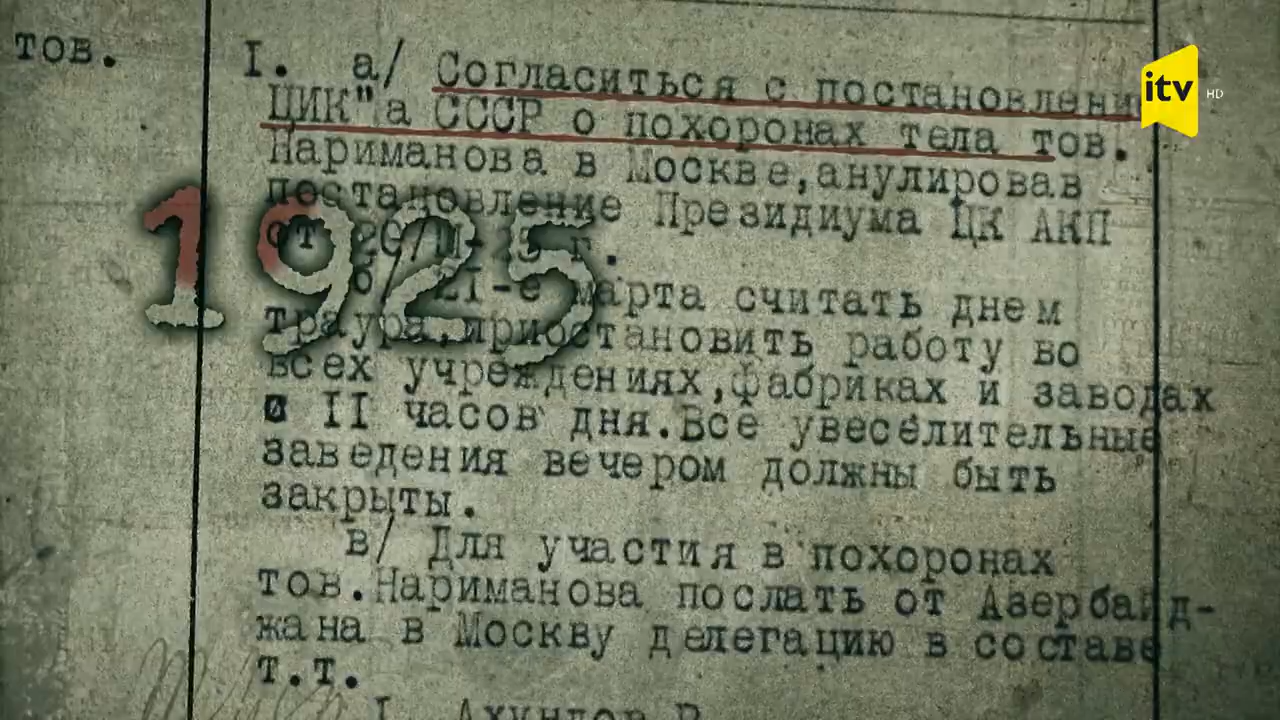 тов.
I. а/ Согласиться с постановлени
ЦИК"а СССР о похоронах тела тов.
Нариманова в Москве,анулировав
постановление Президиума ЦК АКП
от г.
1925
б/ 21-е марта считать днем
траура,приостановить работу во
всех учреждениях,фабриках и заводах
с II часов дня.Все увеселительные
заведения вечером должны быть
закрыты.
в/ Для участия в похоронах
тов.Нариманова послать от Азербайд-
жана в Москву делегацию в составе
т.т.
I. Ахундов Р.
itv HD